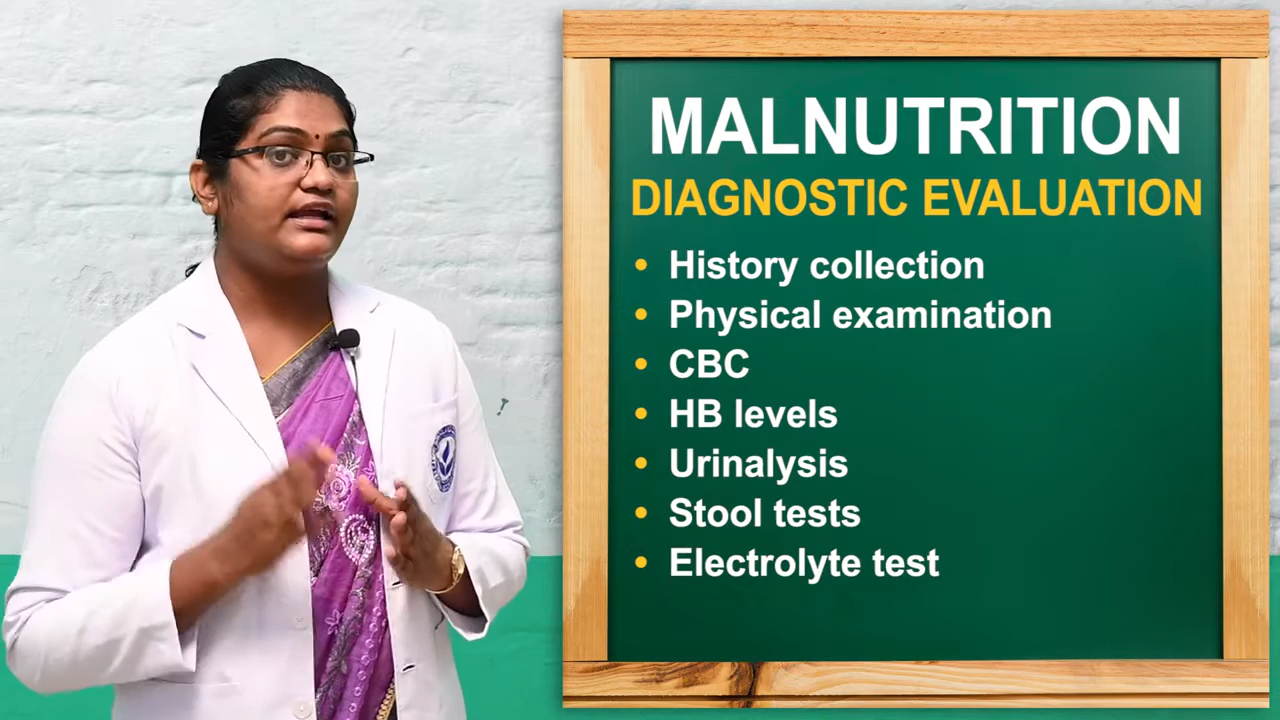 MALNUTRITION
DIAGNOSTIC EVALUATION
• History collection
• Physical examination
• CBC
• HB levels
• Urinalysis
• Stool tests
• Electrolyte test